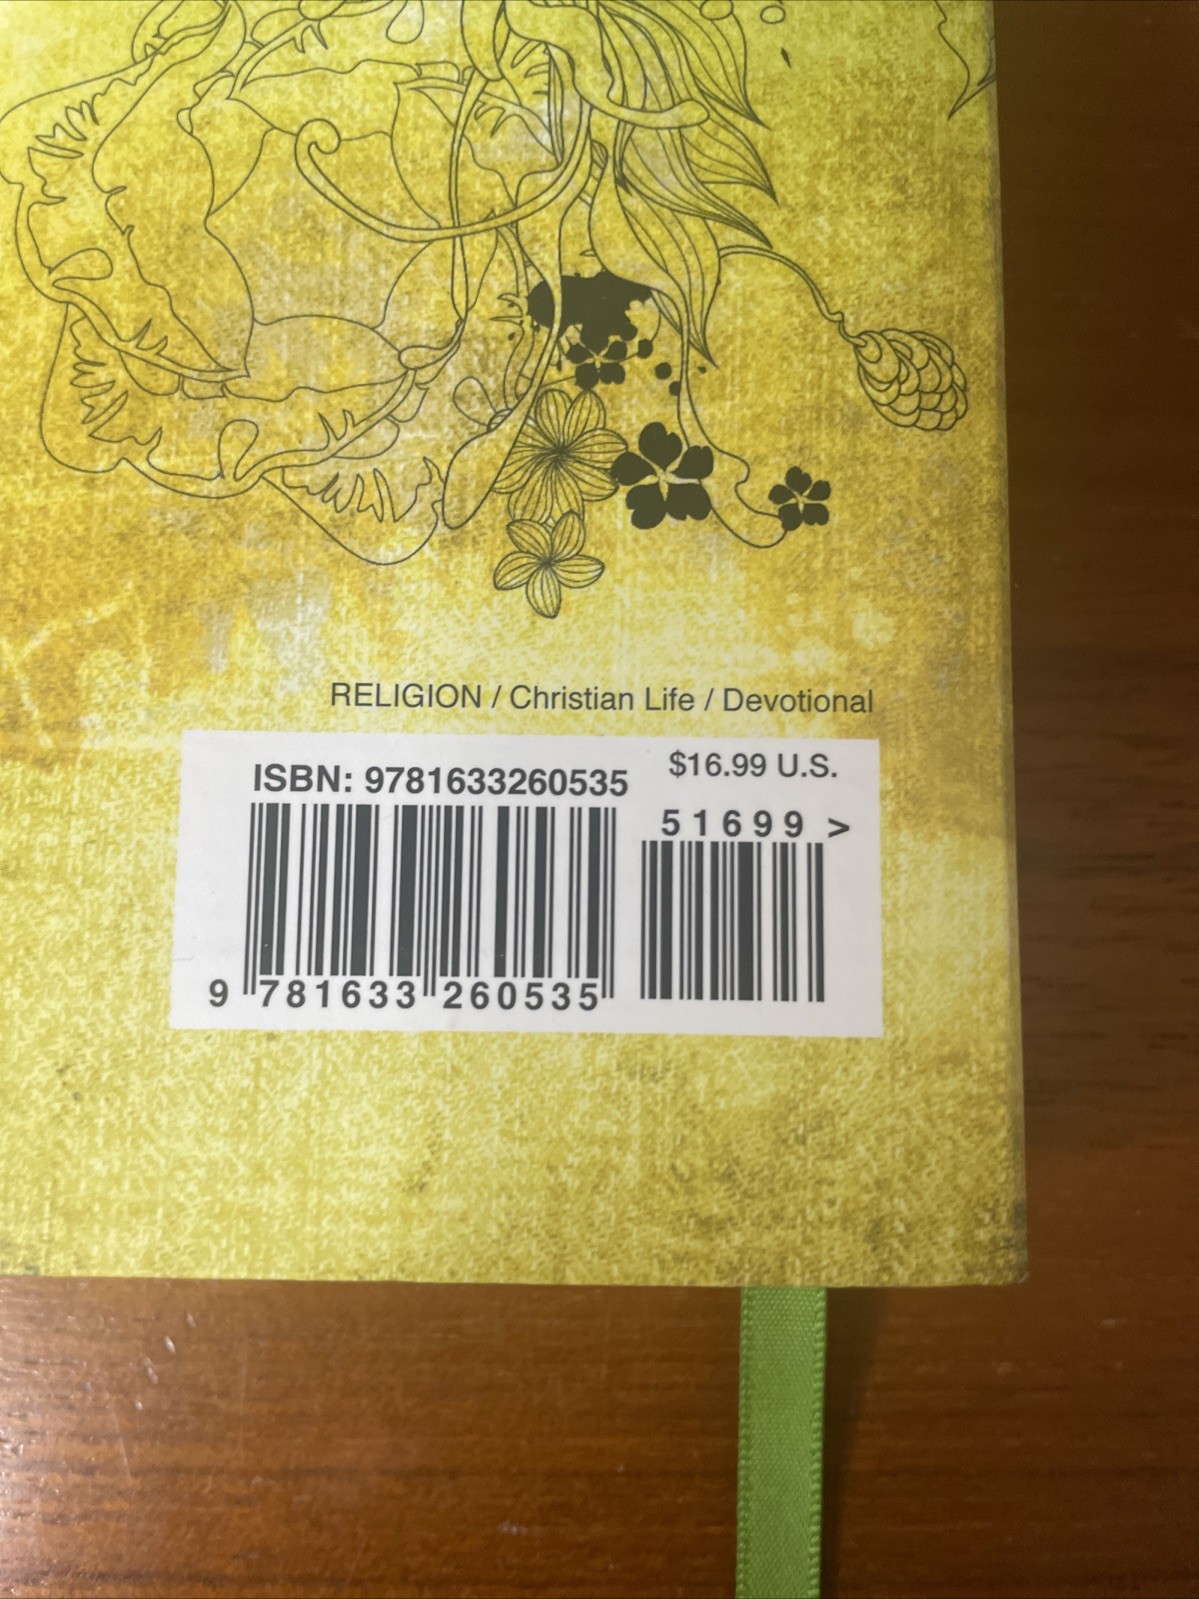 RELIGION / Christian Life / Devotional
ISBN: 9781633260535
$16.99 U.S.
51699 >
9 781633 260535